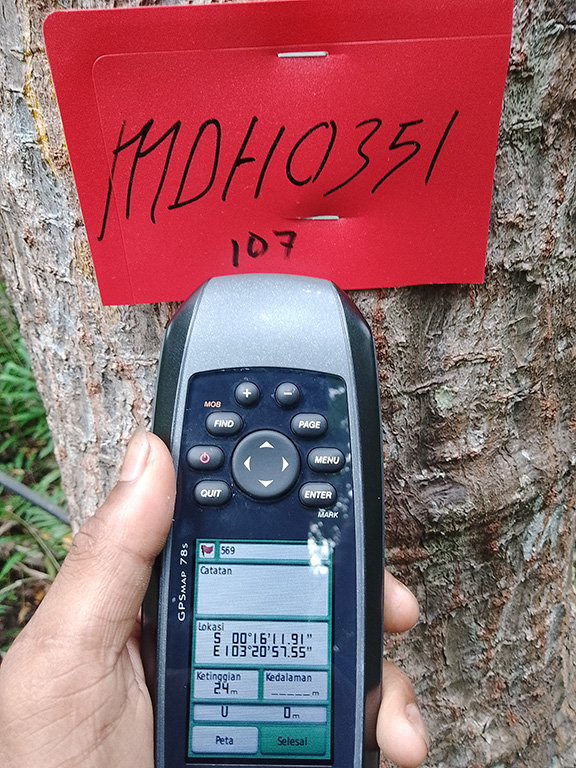 MDH0351
107
+
−
MOB
FIND
PAGE
MENU
QUIT
ENTER
MARK
GPSMAP 78s
569
Catatan
Lokasi
S 00°16'11.91"
E103°20'57.55"
Ketinggian
Kedalaman
24m
_____m
U 0m
Peta
Selesai